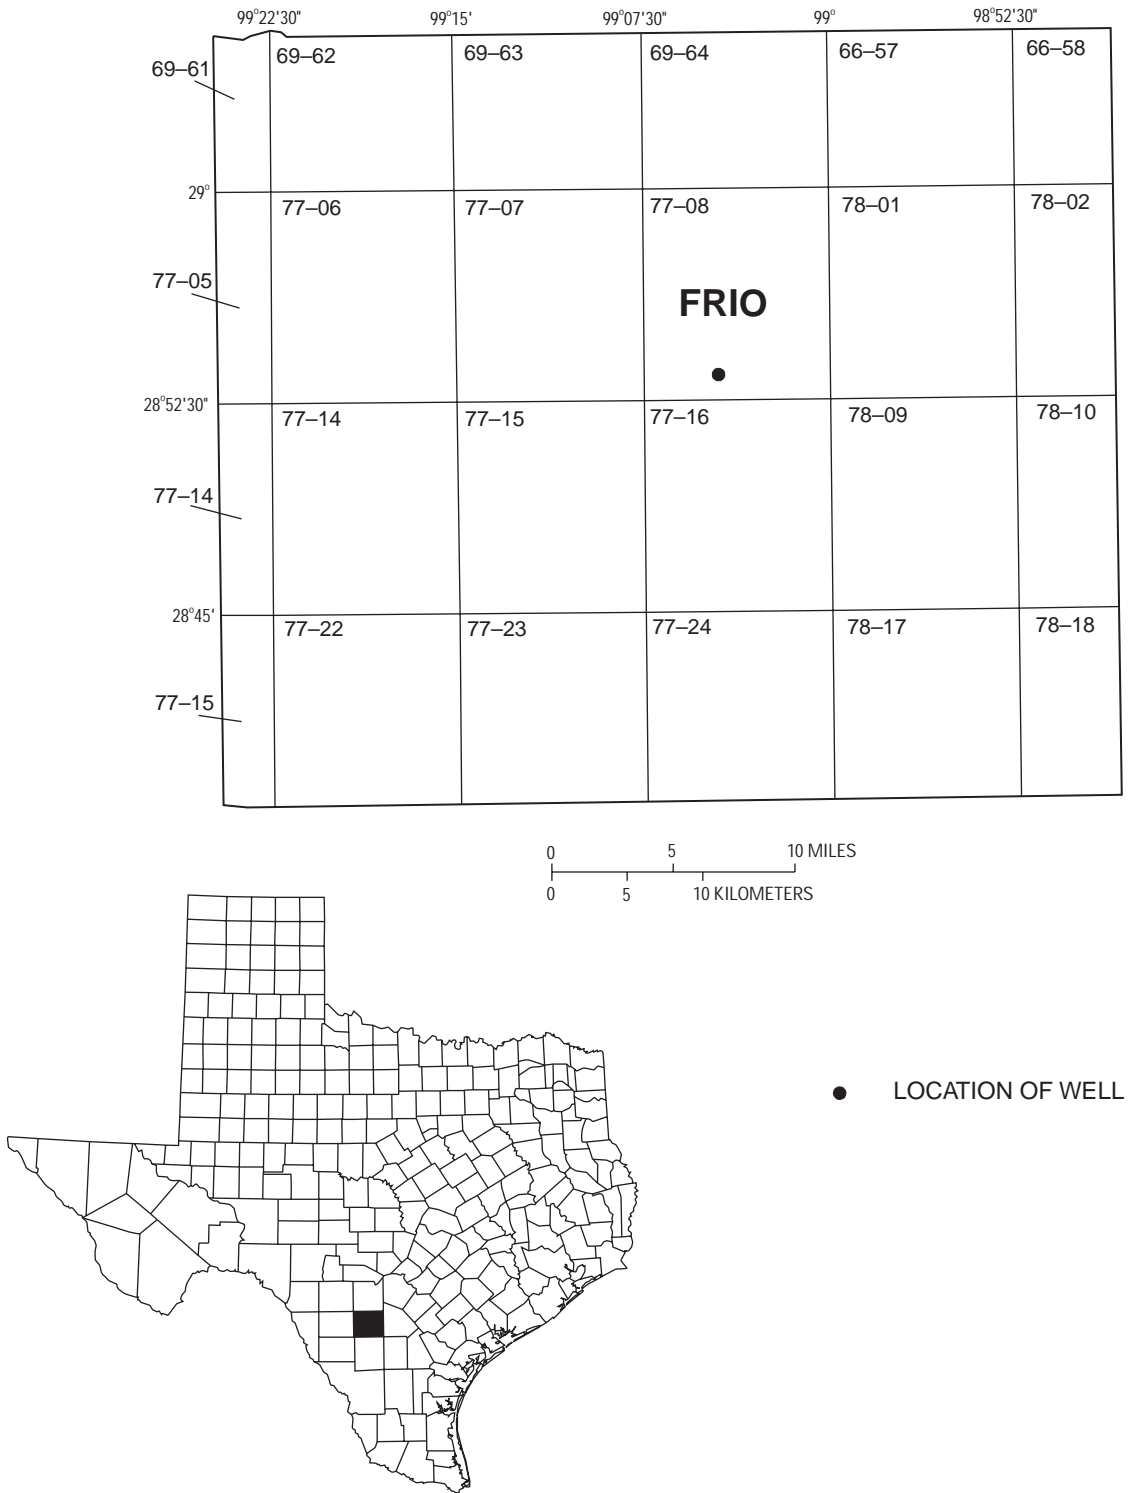 99°22'30" 99°15' 99°07'30" 99° 98°52'30"
69–61 69–62 69–63 69–64 66–57 66–58
29°
77–06 77–07 77–08 78–01 78–02
77–05
FRIO
28°52'30"
77–14 77–15 77–16 78–09 78–10
77–14
28°45'
77–22 77–23 77–24 78–17 78–18
77–15
0 5 10 MILES
0 5 10 KILOMETERS
LOCATION OF WELL